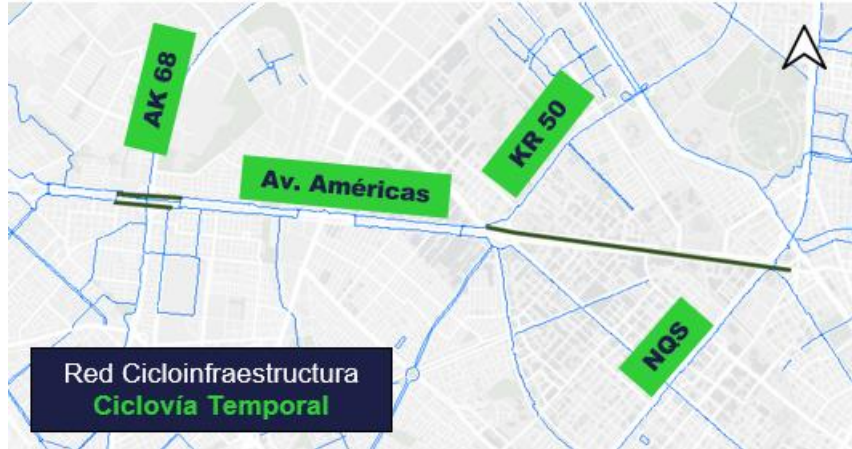 AK 68
KR 50
Av. Américas
NQS
Red Cicloinfraestructura
Ciclovía Temporal